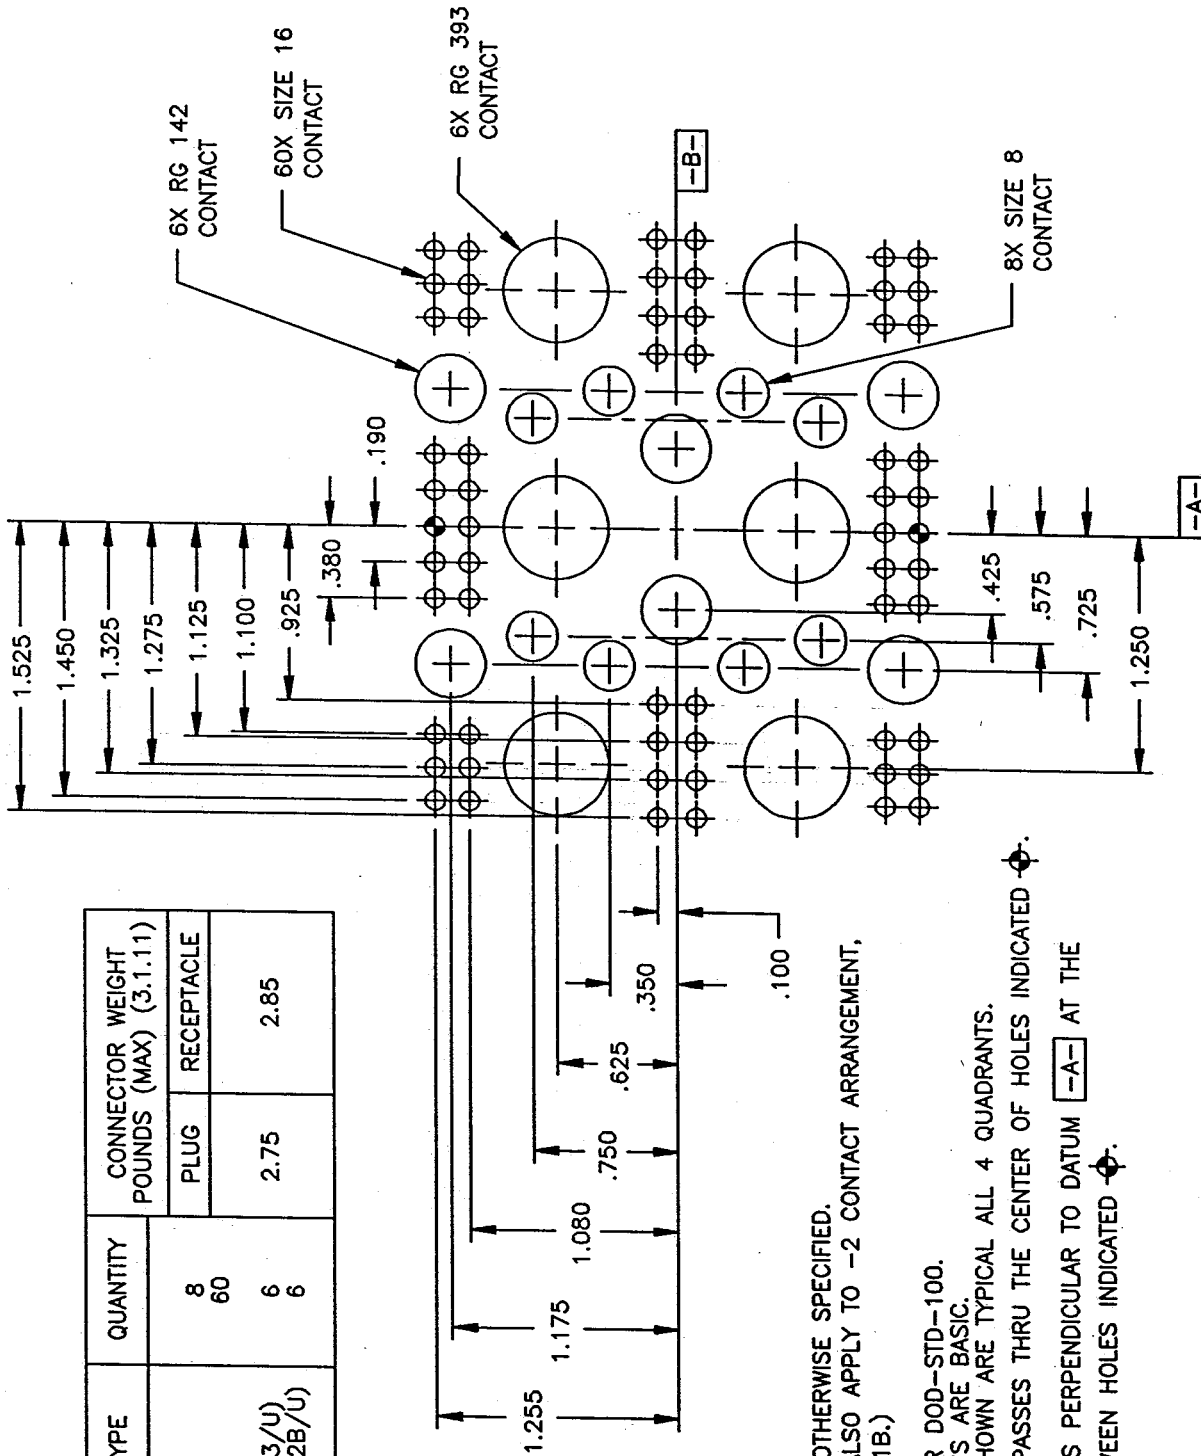 YPE
QUANTITY
CONNECTOR WEIGHT
POUNDS (MAX) (3.1.11)
PLUG
RECEPTACLE
8
60
3/U) 6
2B/U) 6
2.75
2.85
1.525
1.450
1.325
1.275
1.125
1.100
.925
.380
.190
6X RG 142
CONTACT
60X SIZE 16
CONTACT
6X RG 393
CONTACT
-B-
8X SIZE 8
CONTACT
1.255
1.175
1.080
.750
.625
.350
.100
.425
.575
.725
1.250
-A-
OTHERWISE SPECIFIED.
ALSO APPLY TO -2 CONTACT ARRANGEMENT,
1B.)
R DOD-STD-100.
S ARE BASIC.
HOWN ARE TYPICAL ALL 4 QUADRANTS.
PASSES THRU THE CENTER OF HOLES INDICATED .
S PERPENDICULAR TO DATUM -A- AT THE
EEN HOLES INDICATED .